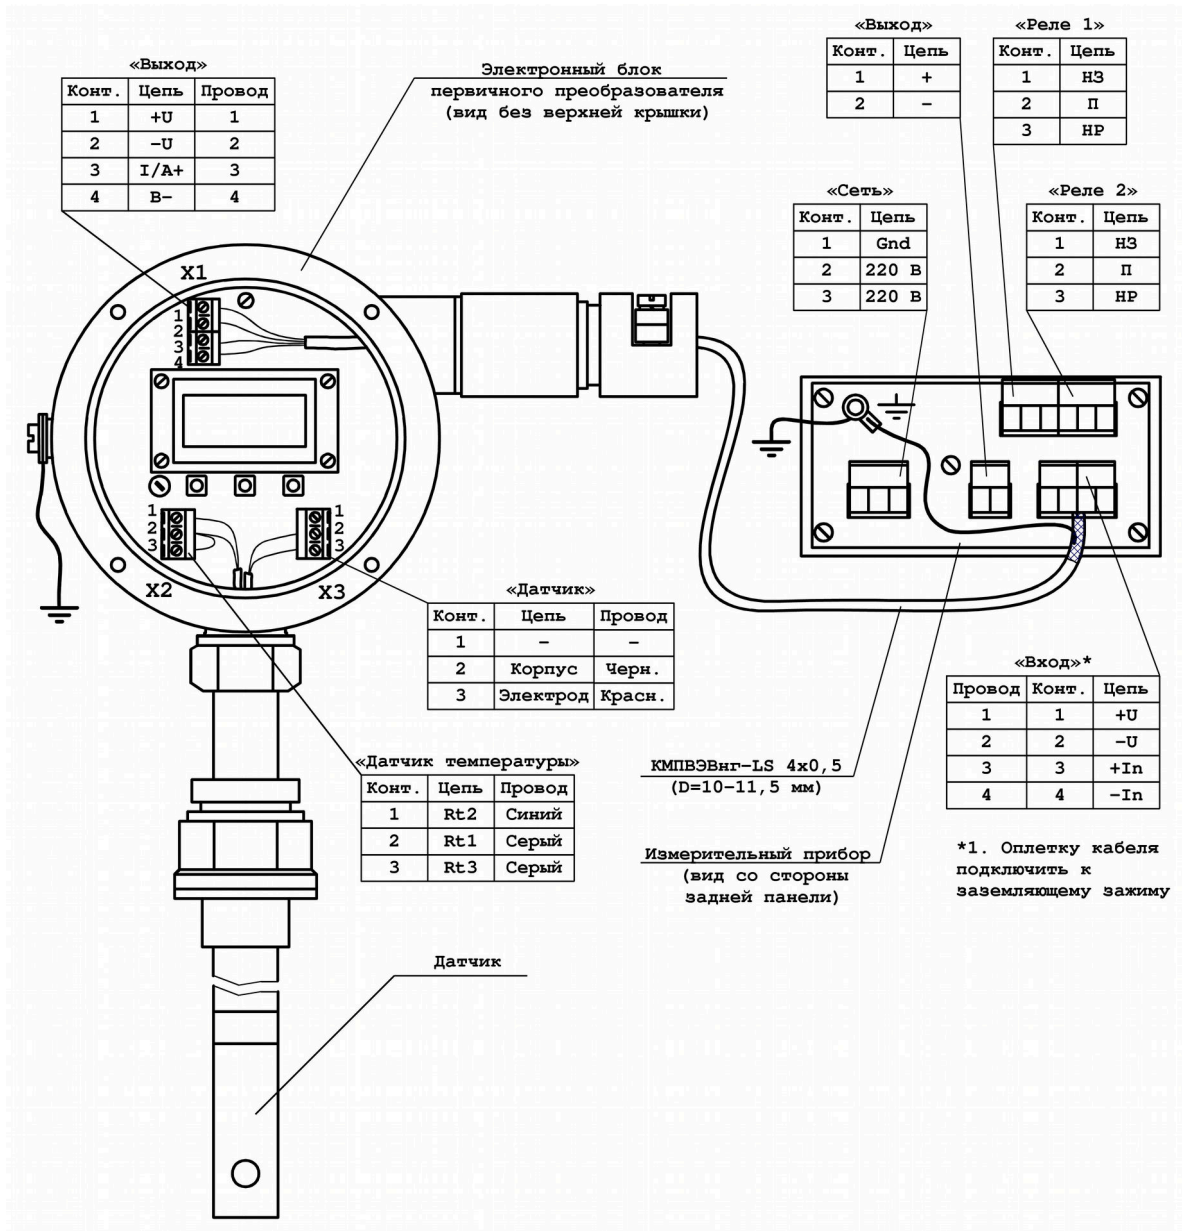 «Выход»
Конт. Цепь Провод
1 +U 1
2 −U 2
3 I/A+ 3
4 B− 4
Электронный блок
первичного преобразователя
(вид без верхней крышки)
«Выход»
Конт. Цепь
1 +
2 −
«Реле 1»
Конт. Цепь
1 НЗ
2 П
3 НР
«Сеть»
Конт. Цепь
1 Gnd
2 220 В
3 220 В
«Реле 2»
Конт. Цепь
1 НЗ
2 П
3 НР
X1
1
2
3
4
1
2
3
X2
1
2
3
X3
«Датчик»
Конт. Цепь Провод
1 − −
2 Корпус Черн.
3 Электрод Красн.
«Датчик температуры»
Конт. Цепь Провод
1 Rt2 Синий
2 Rt1 Серый
3 Rt3 Серый
КМПВЭВнг−LS 4х0,5
(D=10−11,5 мм)
Измерительный прибор
(вид со стороны
задней панели)
«Вход»*
Провод Конт. Цепь
1 1 +U
2 2 −U
3 3 +In
4 4 −In
*1. Оплетку кабеля
подключить к
заземляющему зажиму
Датчик